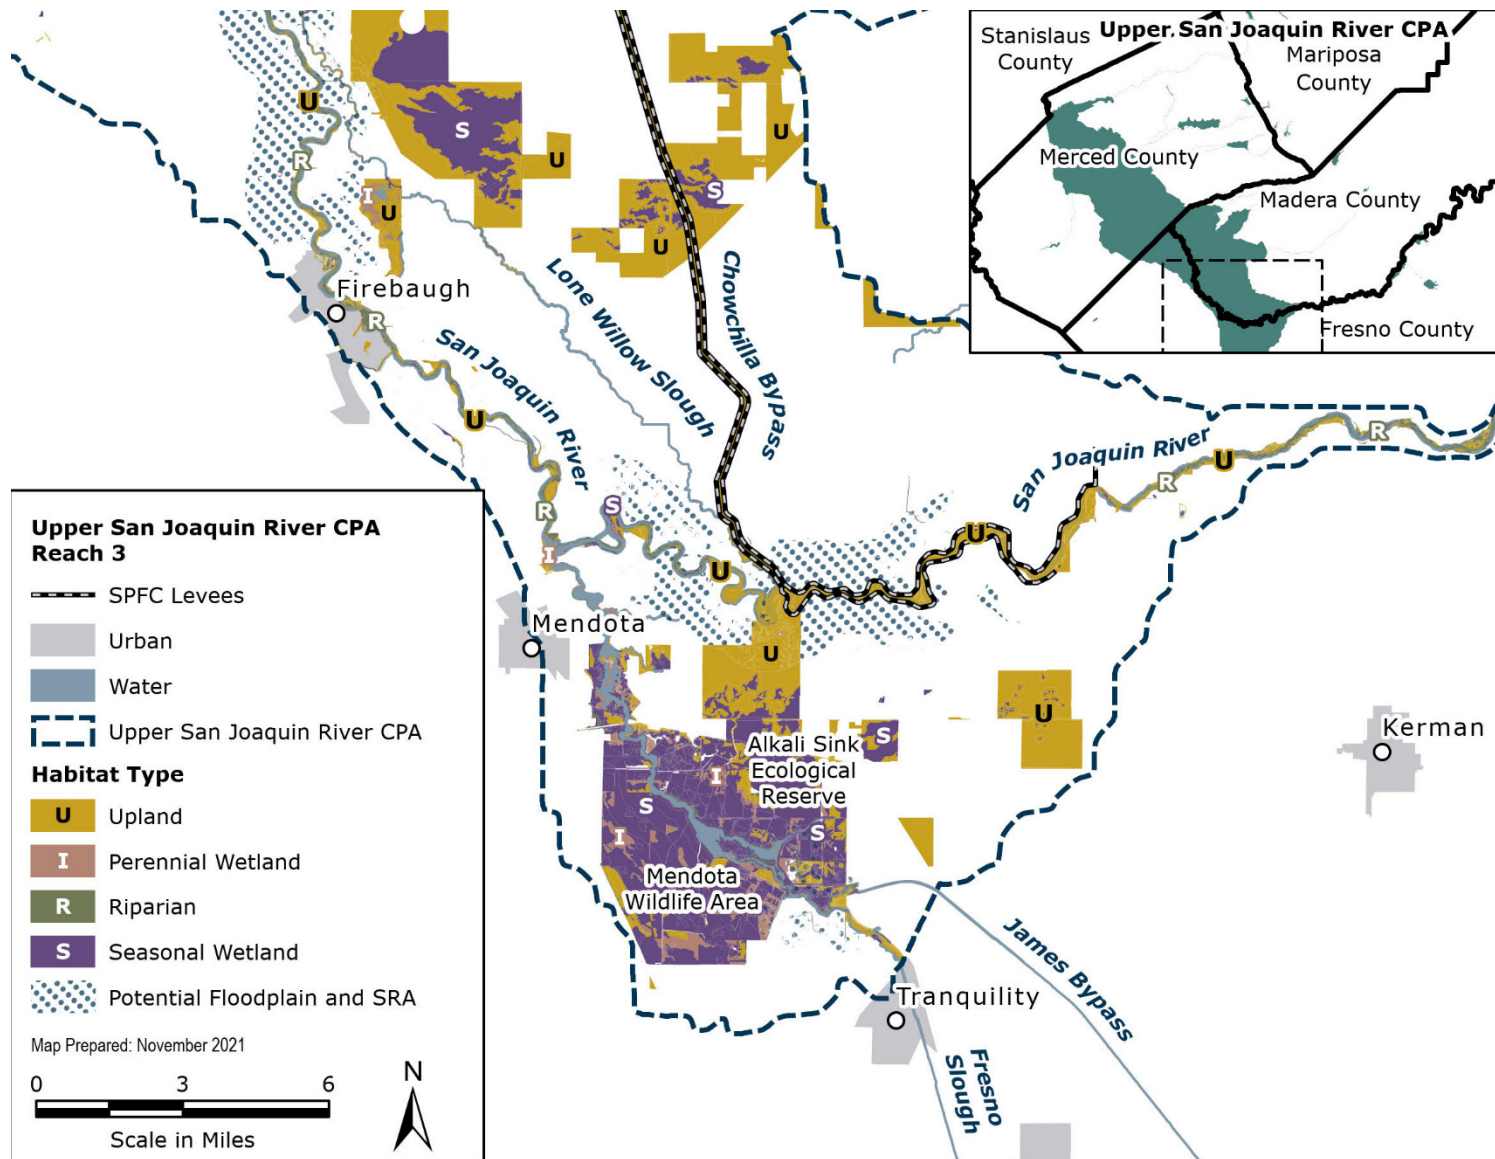 Upper San Joaquin River CPA
Stanislaus
County
Mariposa
County
Merced County
Madera County
Fresno County
U
S
U
U
R
I
U
S
U
Firebaugh
R
Lone Willow Slough
Chowchilla Bypass
San Joaquin River
U
San Joaquin River
R
U
R
R
S
I
U
U
Mendota
U
U
S
Kerman
Alkali Sink
Ecological
Reserve
I
S
S
I
Mendota
Wildlife Area
James Bypass
Tranquility
Fresno
Slough
Upper San Joaquin River CPA
Reach 3
SPFC Levees
Urban
Water
Upper San Joaquin River CPA
Habitat Type
U Upland
I Perennial Wetland
R Riparian
S Seasonal Wetland
Potential Floodplain and SRA
Map Prepared: November 2021
N
0 3 6
Scale in Miles